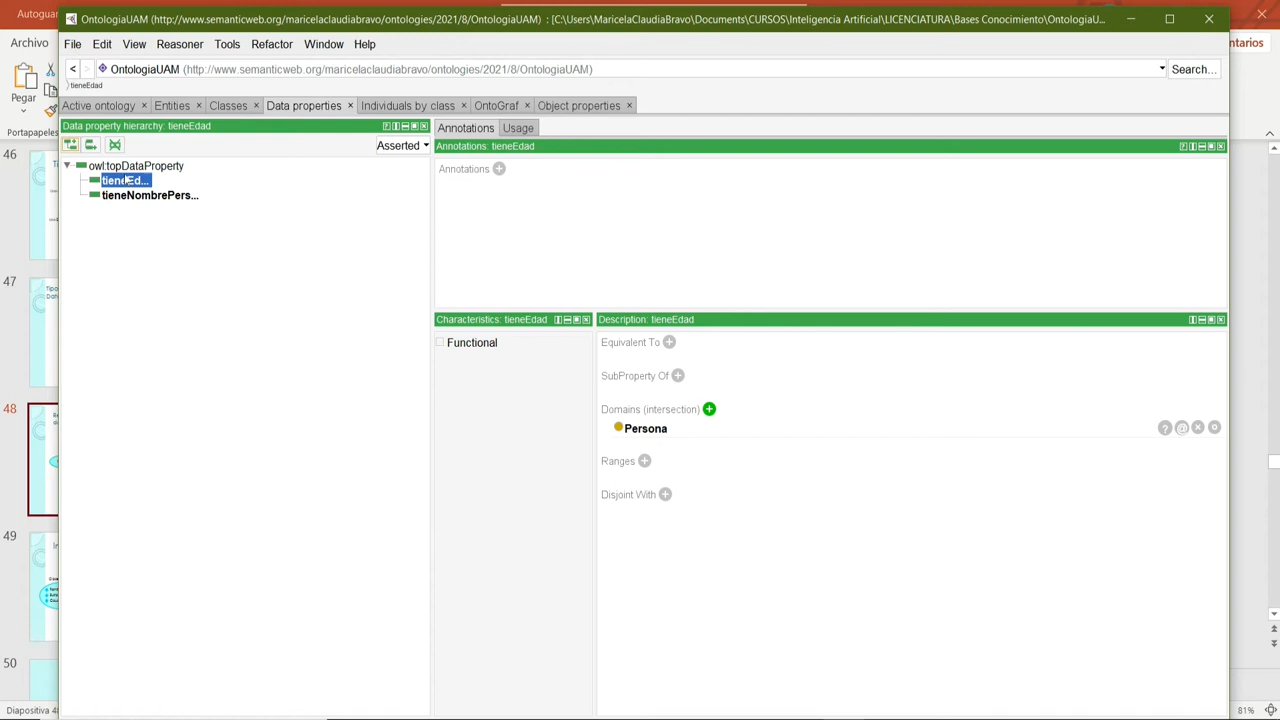 Autogua
OntologiaUAM (http://www.semanticweb.org/maricelaclaudiabravo/ontologies/2021/8/OntologiaUAM) : [C:\Users\MaricelaClaudiaBravo\Documents\CURSOS\Inteligencia Artificial\LICENCIATURA\Bases Conocimiento\OntologiaU...
Archivo
File Edit View Reasoner Tools Refactor Window Help
ntarios
< > OntologiaUAM (http://www.semanticweb.org/maricelaclaudiabravo/ontologies/2021/8/OntologiaUAM) Search...
tieneEdad
Pegar
Portapapeles
Active ontology × Entities × Classes × Data properties × Individuals by class × OntoGraf × Object properties ×
Data property hierarchy: tieneEdad
Asserted
owl:topDataProperty
tieneEd...
tieneNombrePers...
Annotations Usage
Annotations: tieneEdad
Annotations
Characteristics: tieneEdad
Functional
Description: tieneEdad
Equivalent To
SubProperty Of
Domains (intersection)
Persona
Ranges
Disjoint With
46
47
48
49
50
Diapositiva 48
81%